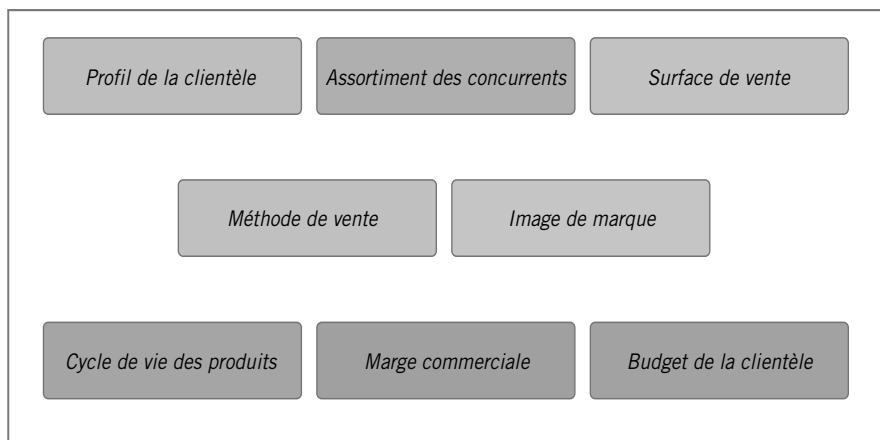 Profil de la clientèle
Assortiment des concurrents
Surface de vente
Méthode de vente
Image de marque
Cycle de vie des produits
Marge commerciale
Budget de la clientèle